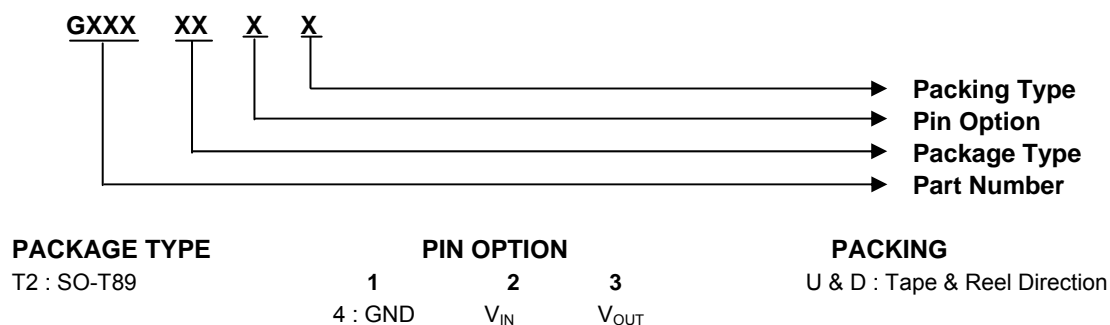 GXXX XX X X
Packing Type
Pin Option
Package Type
Part Number
PACKAGE TYPE PIN OPTION PACKING
T2 : SO-T89 1 2 3 U & D : Tape & Reel Direction
4 : GND VIN VOUT